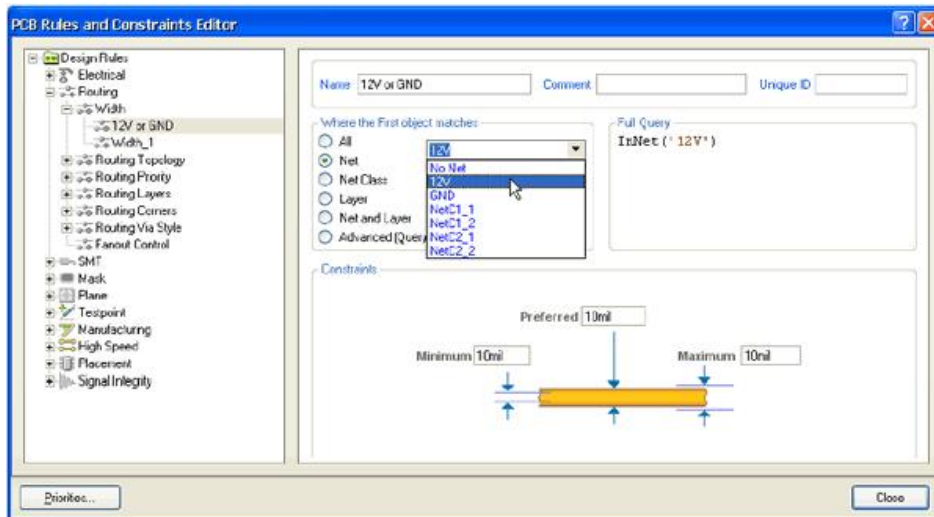 PCB Rules and Constraints Editor
Design Rules
Electrical
Routing
Width
12V or GND
Width_1
Routing Topology
Routing Priority
Routing Layers
Routing Corners
Routing Via Style
Fanout Control
SMT
Mask
Plane
Testpoint
Manufacturing
High Speed
Placement
Signal Integrity
Name 12V or GND Comment Unique ID
Where the First object matches
All
Net
Net Class
Layer
Net and Layer
Advanced (Query
12V
No Net
12V
GND
NetC1_1
NetC1_2
NetC2_1
NetC2_2
Full Query
InNet('12V')
Constraints
Preferred 10mil
Minimum 10mil Maximum 10mil
Priorities... Close